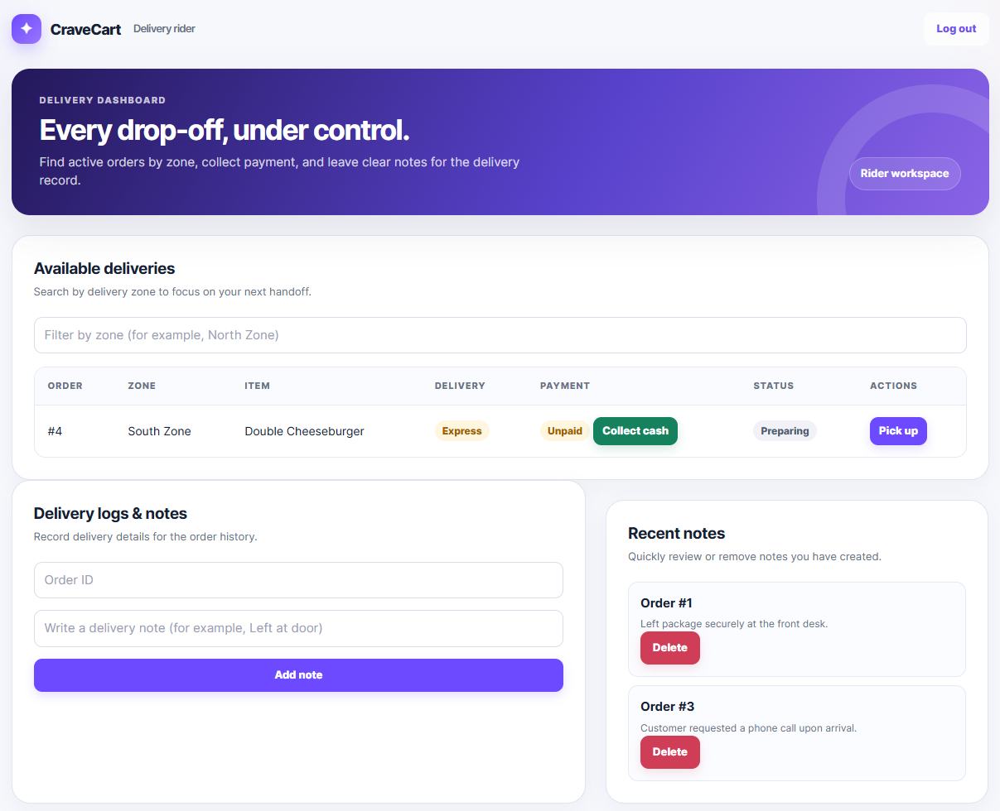 CraveCart Delivery rider
Log out
DELIVERY DASHBOARD
Every drop-off, under control.
Find active orders by zone, collect payment, and leave clear notes for the delivery
record.
Rider workspace
Available deliveries
Search by delivery zone to focus on your next handoff.
Filter by zone (for example, North Zone)
ORDER ZONE ITEM DELIVERY PAYMENT STATUS ACTIONS
#4 South Zone Double Cheeseburger Express Unpaid Collect cash Preparing Pick up
Delivery logs & notes
Record delivery details for the order history.
Order ID
Write a delivery note (for example, Left at door)
Add note
Recent notes
Quickly review or remove notes you have created.
Order #1
Left package securely at the front desk.
Delete
Order #3
Customer requested a phone call upon arrival.
Delete